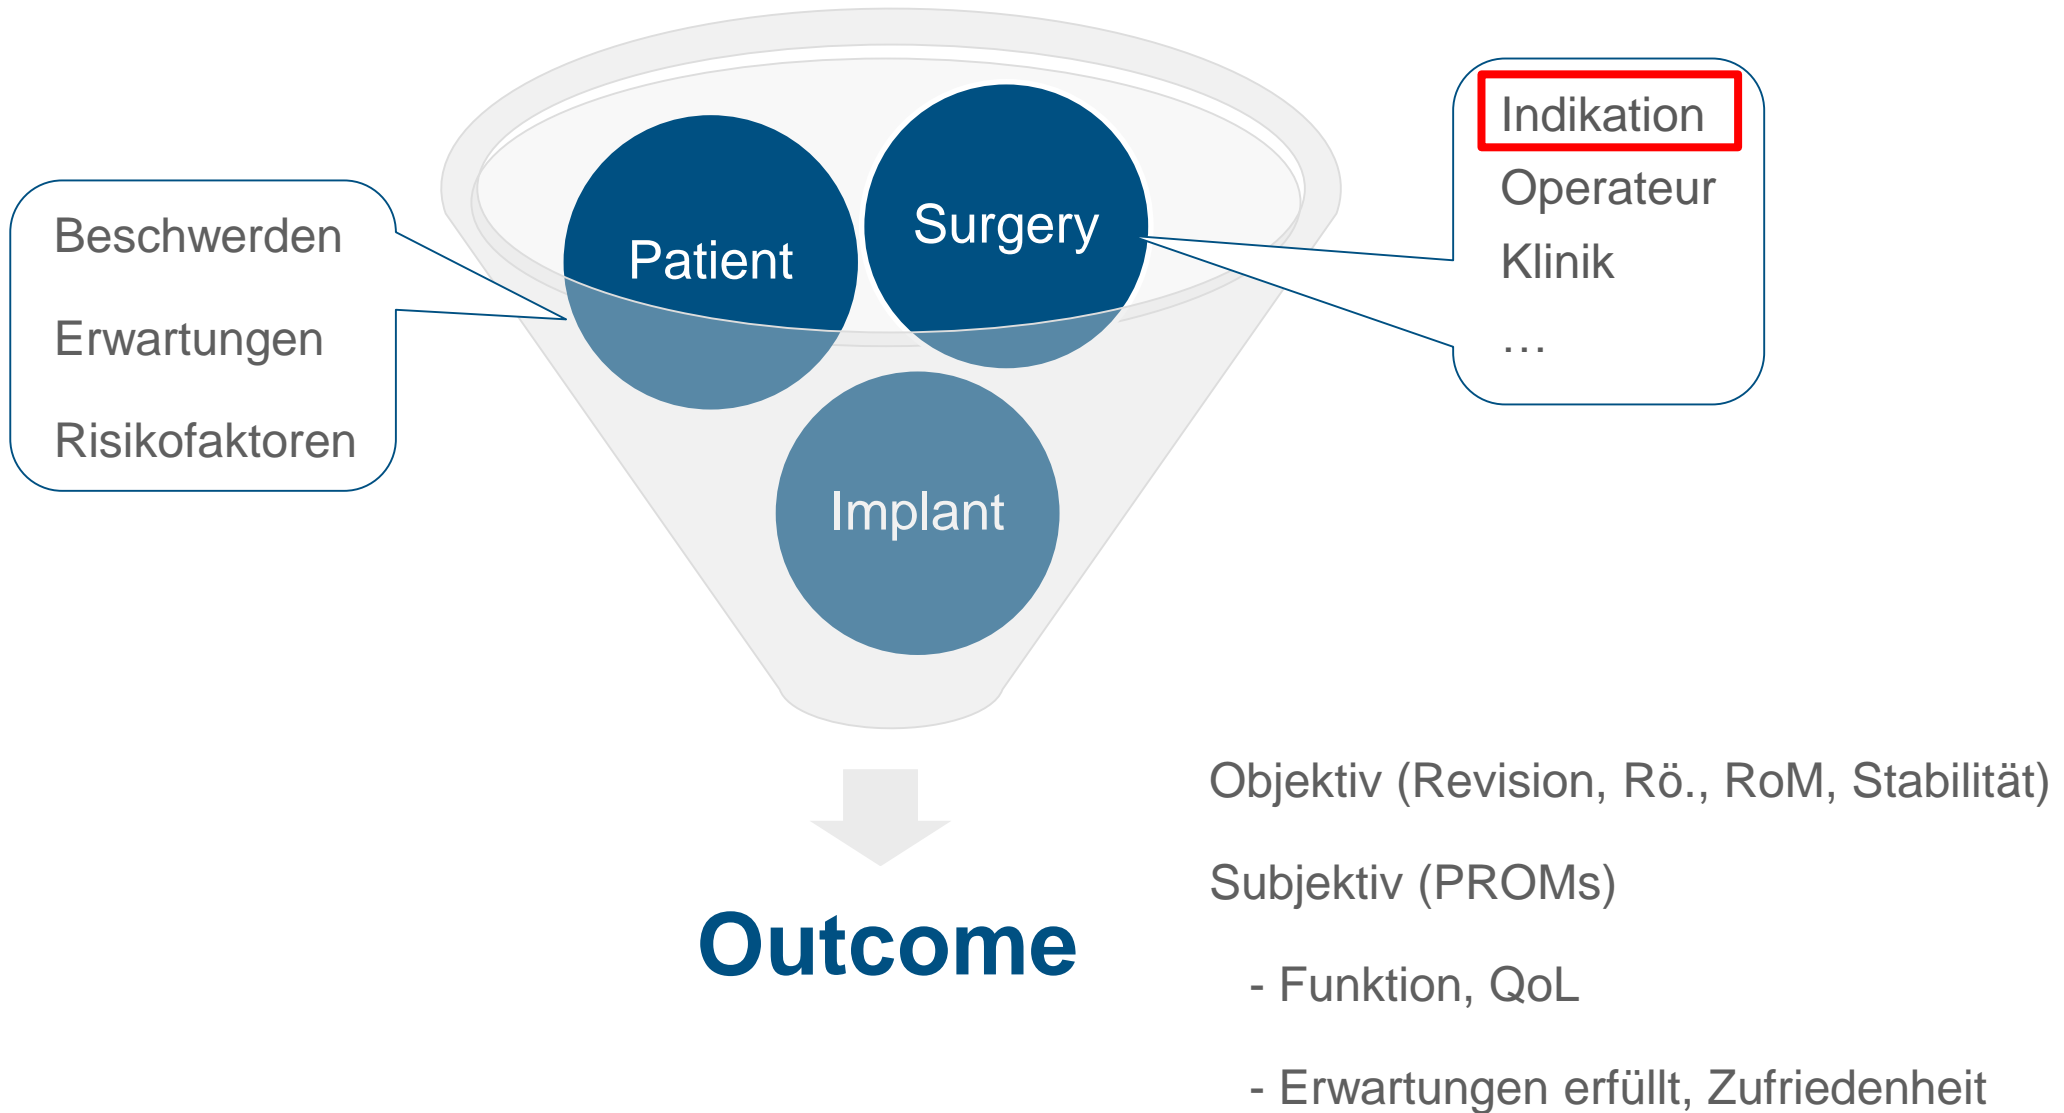 Beschwerden
Erwartungen
Risikofaktoren
Patient
Surgery
Implant
Indikation
Operateur
Klinik
…
Outcome
Objektiv (Revision, Rö., RoM, Stabilität)
Subjektiv (PROMs)
- Funktion, QoL
- Erwartungen erfüllt, Zufriedenheit